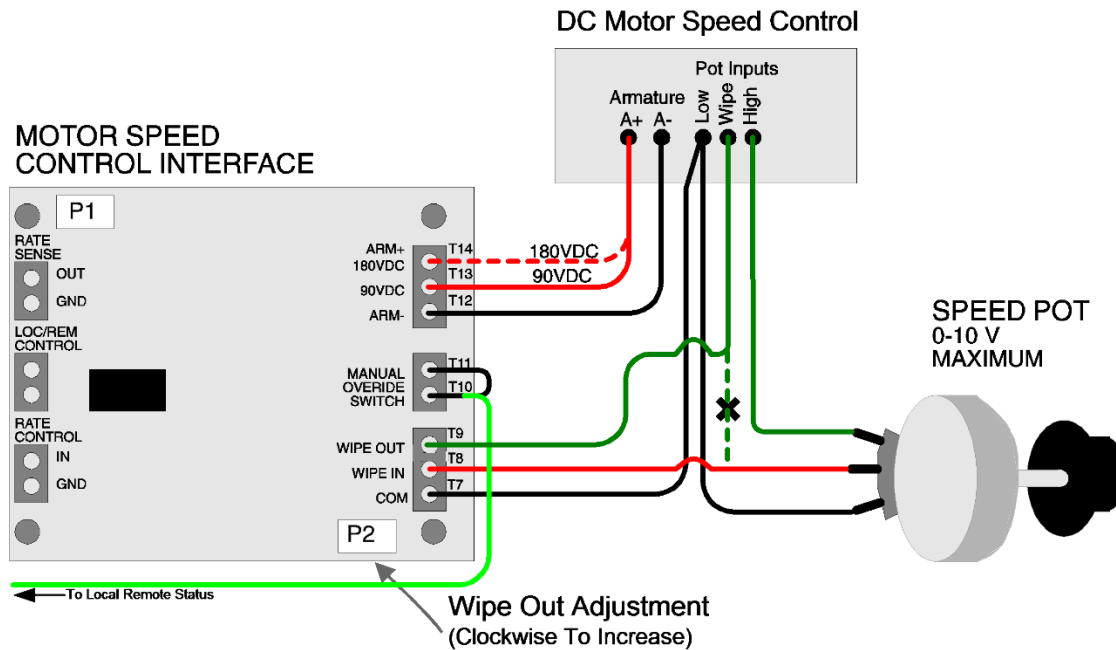 DC Motor Speed Control
Pot Inputs
Armature
A+ A- Low Wipe High
MOTOR SPEED
CONTROL INTERFACE
P1
RATE
SENSE
OUT
GND
LOC/REM
CONTROL
RATE
CONTROL
IN
GND
ARM+
180VDC
T14
90VDC
T13
ARM-
T12
180VDC
90VDC
MANUAL
OVERIDE
SWITCH
T11
T10
WIPE OUT
T9
WIPE IN
T8
COM
T7
P2
SPEED POT
0-10 V
MAXIMUM
To Local Remote Status
Wipe Out Adjustment
(Clockwise To Increase)